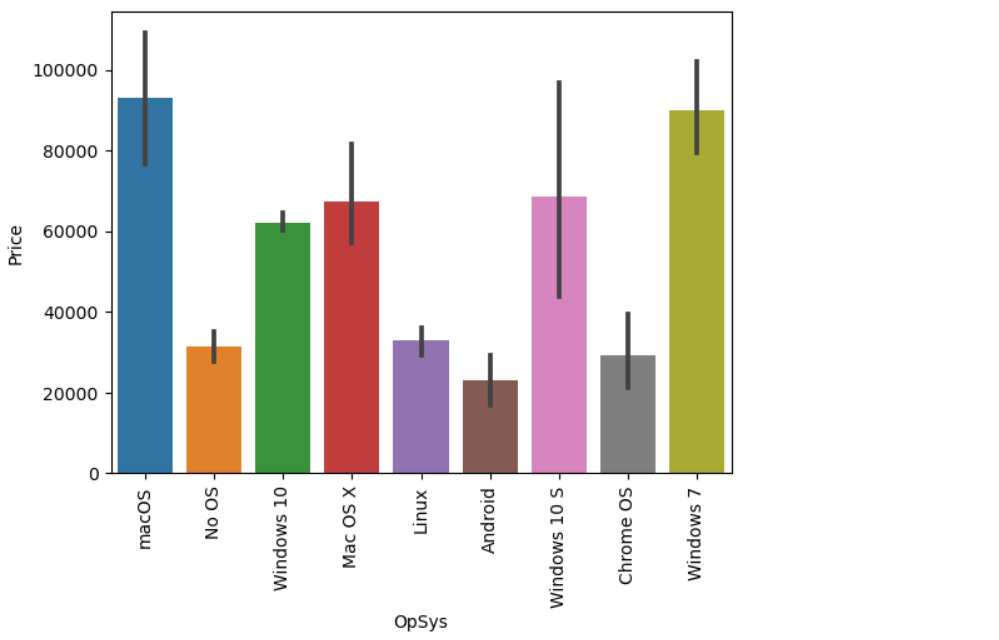 100000
80000
60000
40000
20000
0
Price
macOS
No OS
Windows 10
Mac OS X
Linux
Android
Windows 10 S
Chrome OS
Windows 7
OpSys